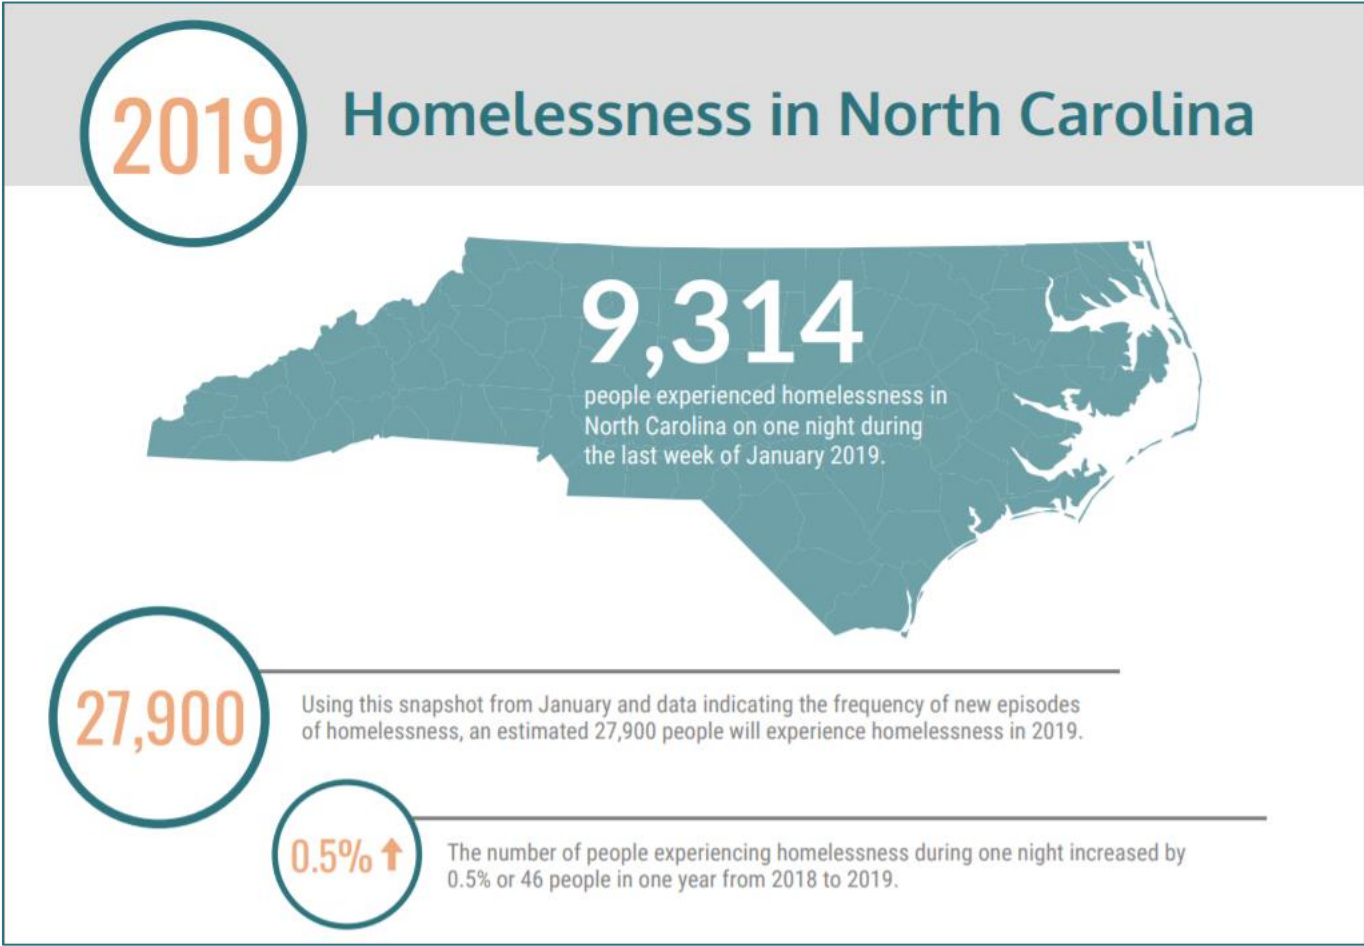 2019
Homelessness in North Carolina
9,314
people experienced homelessness in
North Carolina on one night during
the last week of January 2019.
27,900
Using this snapshot from January and data indicating the frequency of new episodes
of homelessness, an estimated 27,900 people will experience homelessness in 2019.
0.5%
The number of people experiencing homelessness during one night increased by
0.5% or 46 people in one year from 2018 to 2019.